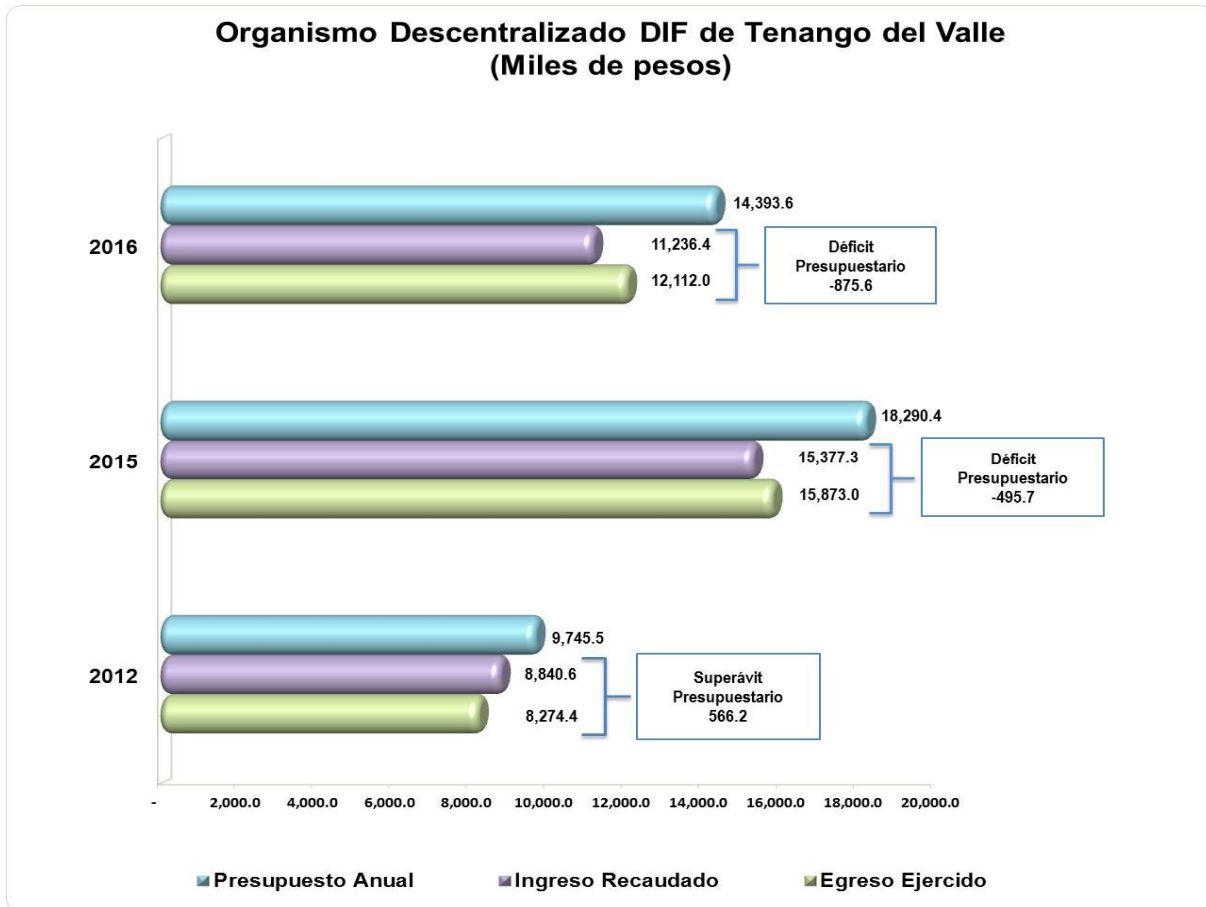 Organismo Descentralizado DIF de Tenango del Valle
(Miles de pesos)
2016
14,393.6
11,236.4
12,112.0
Déficit
Presupuestario
-875.6
2015
18,290.4
15,377.3
15,873.0
Déficit
Presupuestario
-495.7
2012
9,745.5
8,840.6
8,274.4
Superávit
Presupuestario
566.2
- 2,000.0 4,000.0 6,000.0 8,000.0 10,000.0 12,000.0 14,000.0 16,000.0 18,000.0 20,000.0
Presupuesto Anual Ingreso Recaudado Egreso Ejercido